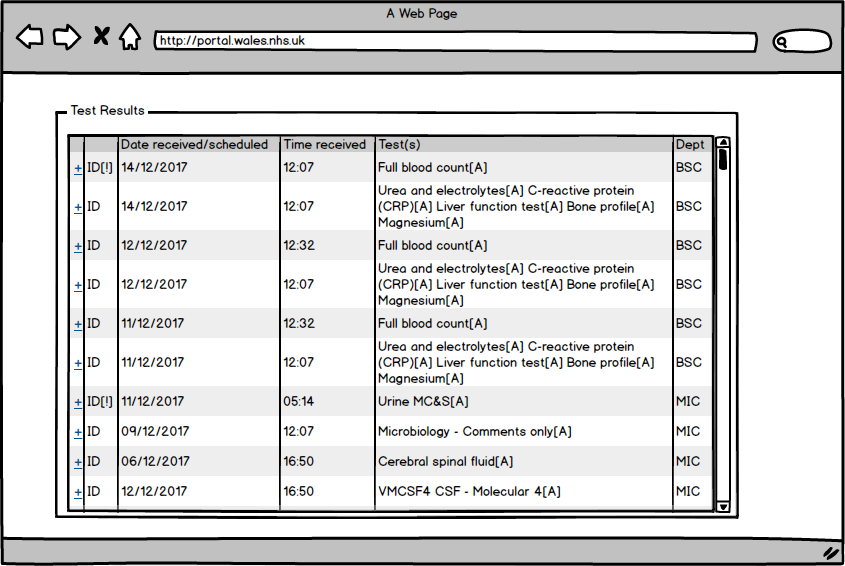 A Web Page
http://portal.wales.nhs.uk
Test Results
Date received/scheduled Time received Test(s) Dept
+ ID[!] 14/12/2017 12:07 Full blood count[A] BSC
Urea and electrolytes[A] C-reactive protein
+ ID 14/12/2017 12:07 (CRP)[A] Liver function test[A] Bone profile[A] BSC
Magnesium[A]
+ ID 12/12/2017 12:32 Full blood count[A] BSC
Urea and electrolytes[A] C-reactive protein
+ ID 12/12/2017 12:07 (CRP)[A] Liver function test[A] Bone profile[A] BSC
Magnesium[A]
+ ID 11/12/2017 12:32 Full blood count[A] BSC
Urea and electrolytes[A] C-reactive protein
+ ID 11/12/2017 12:07 (CRP)[A] Liver function test[A] Bone profile[A] BSC
Magnesium[A]
+ ID[!] 11/12/2017 05:14 Urine MC&S[A] MIC
+ ID 09/12/2017 12:07 Microbiology - Comments only[A] MIC
+ ID 06/12/2017 16:50 Cerebral spinal fluid[A] MIC
+ ID 12/12/2017 16:50 VMCSF4 CSF - Molecular 4[A] MIC